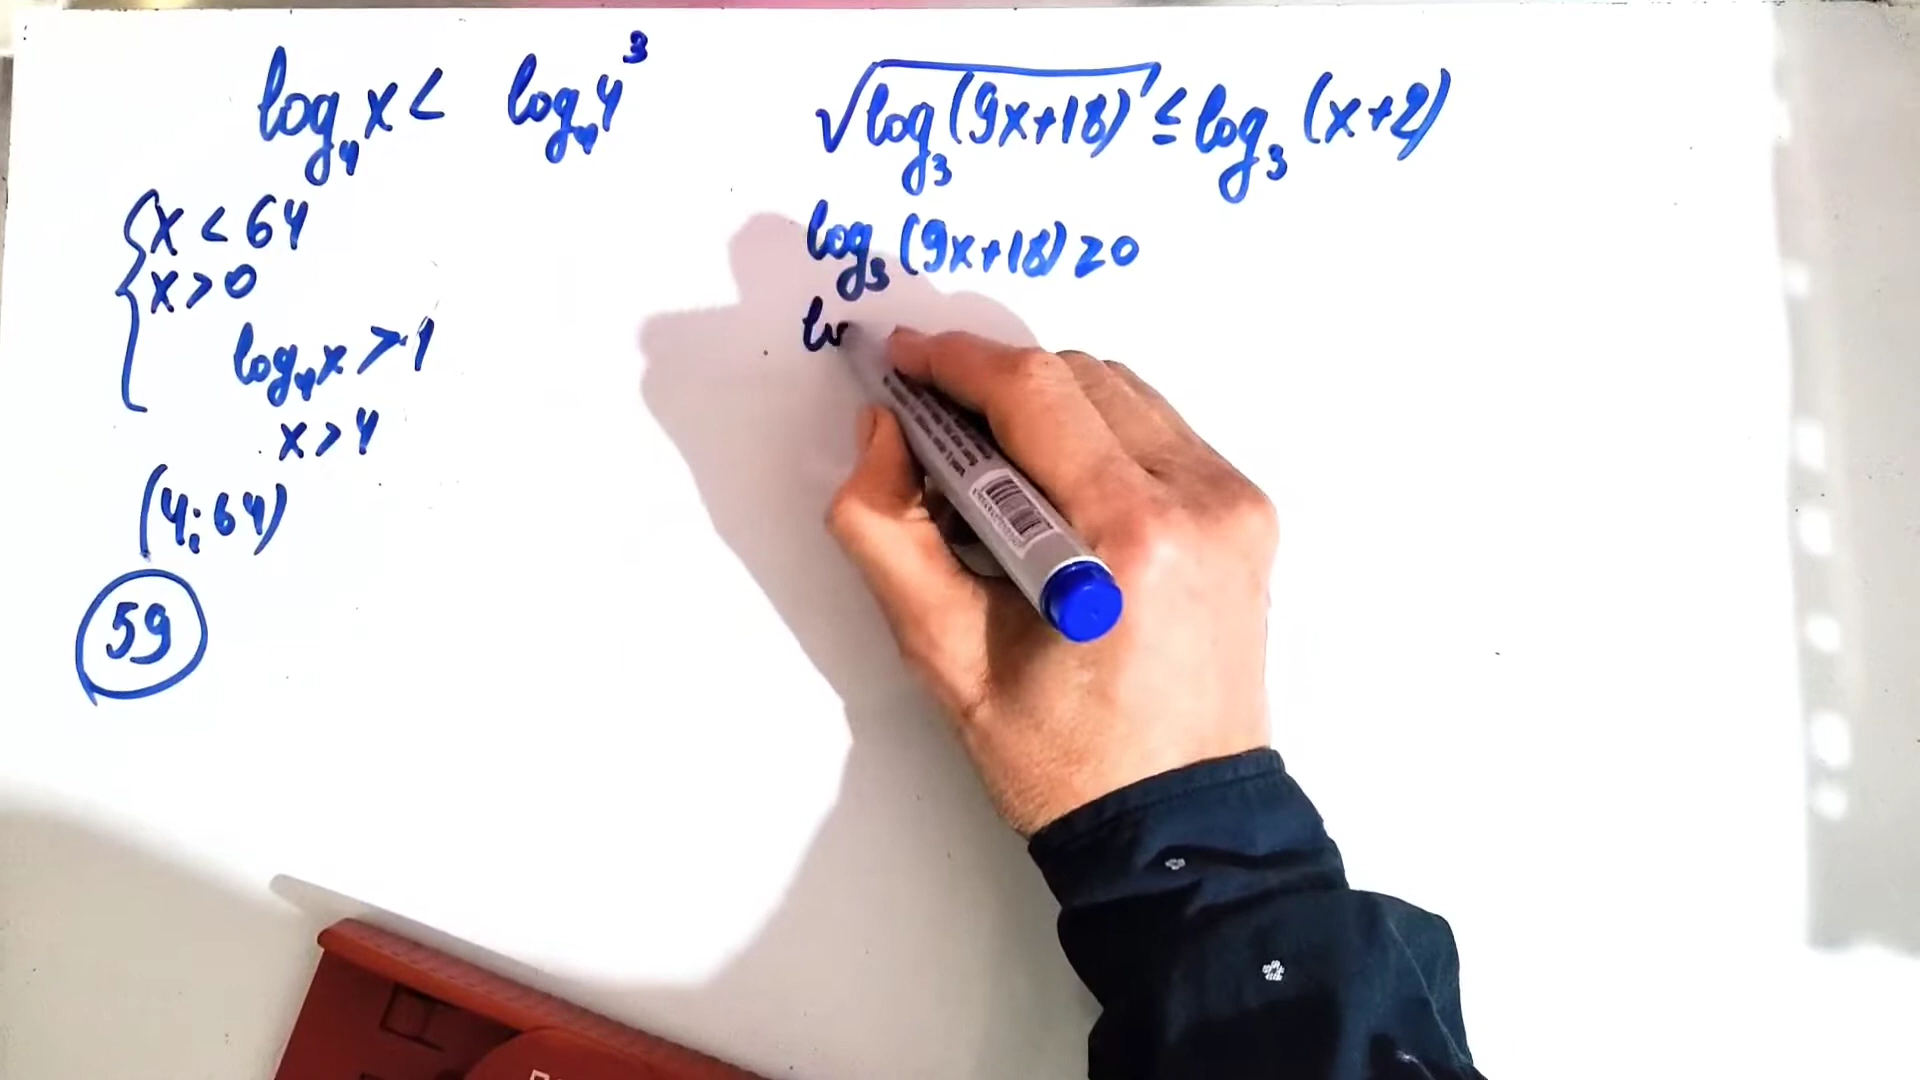 log₄x < log₄4³
{x < 64
x > 0
log₄x > 1
x > 4
(4; 64)
59
√log₃(9x+18) ≤ log₃(x+2)
log₃(9x+18) ≥ 0
lo